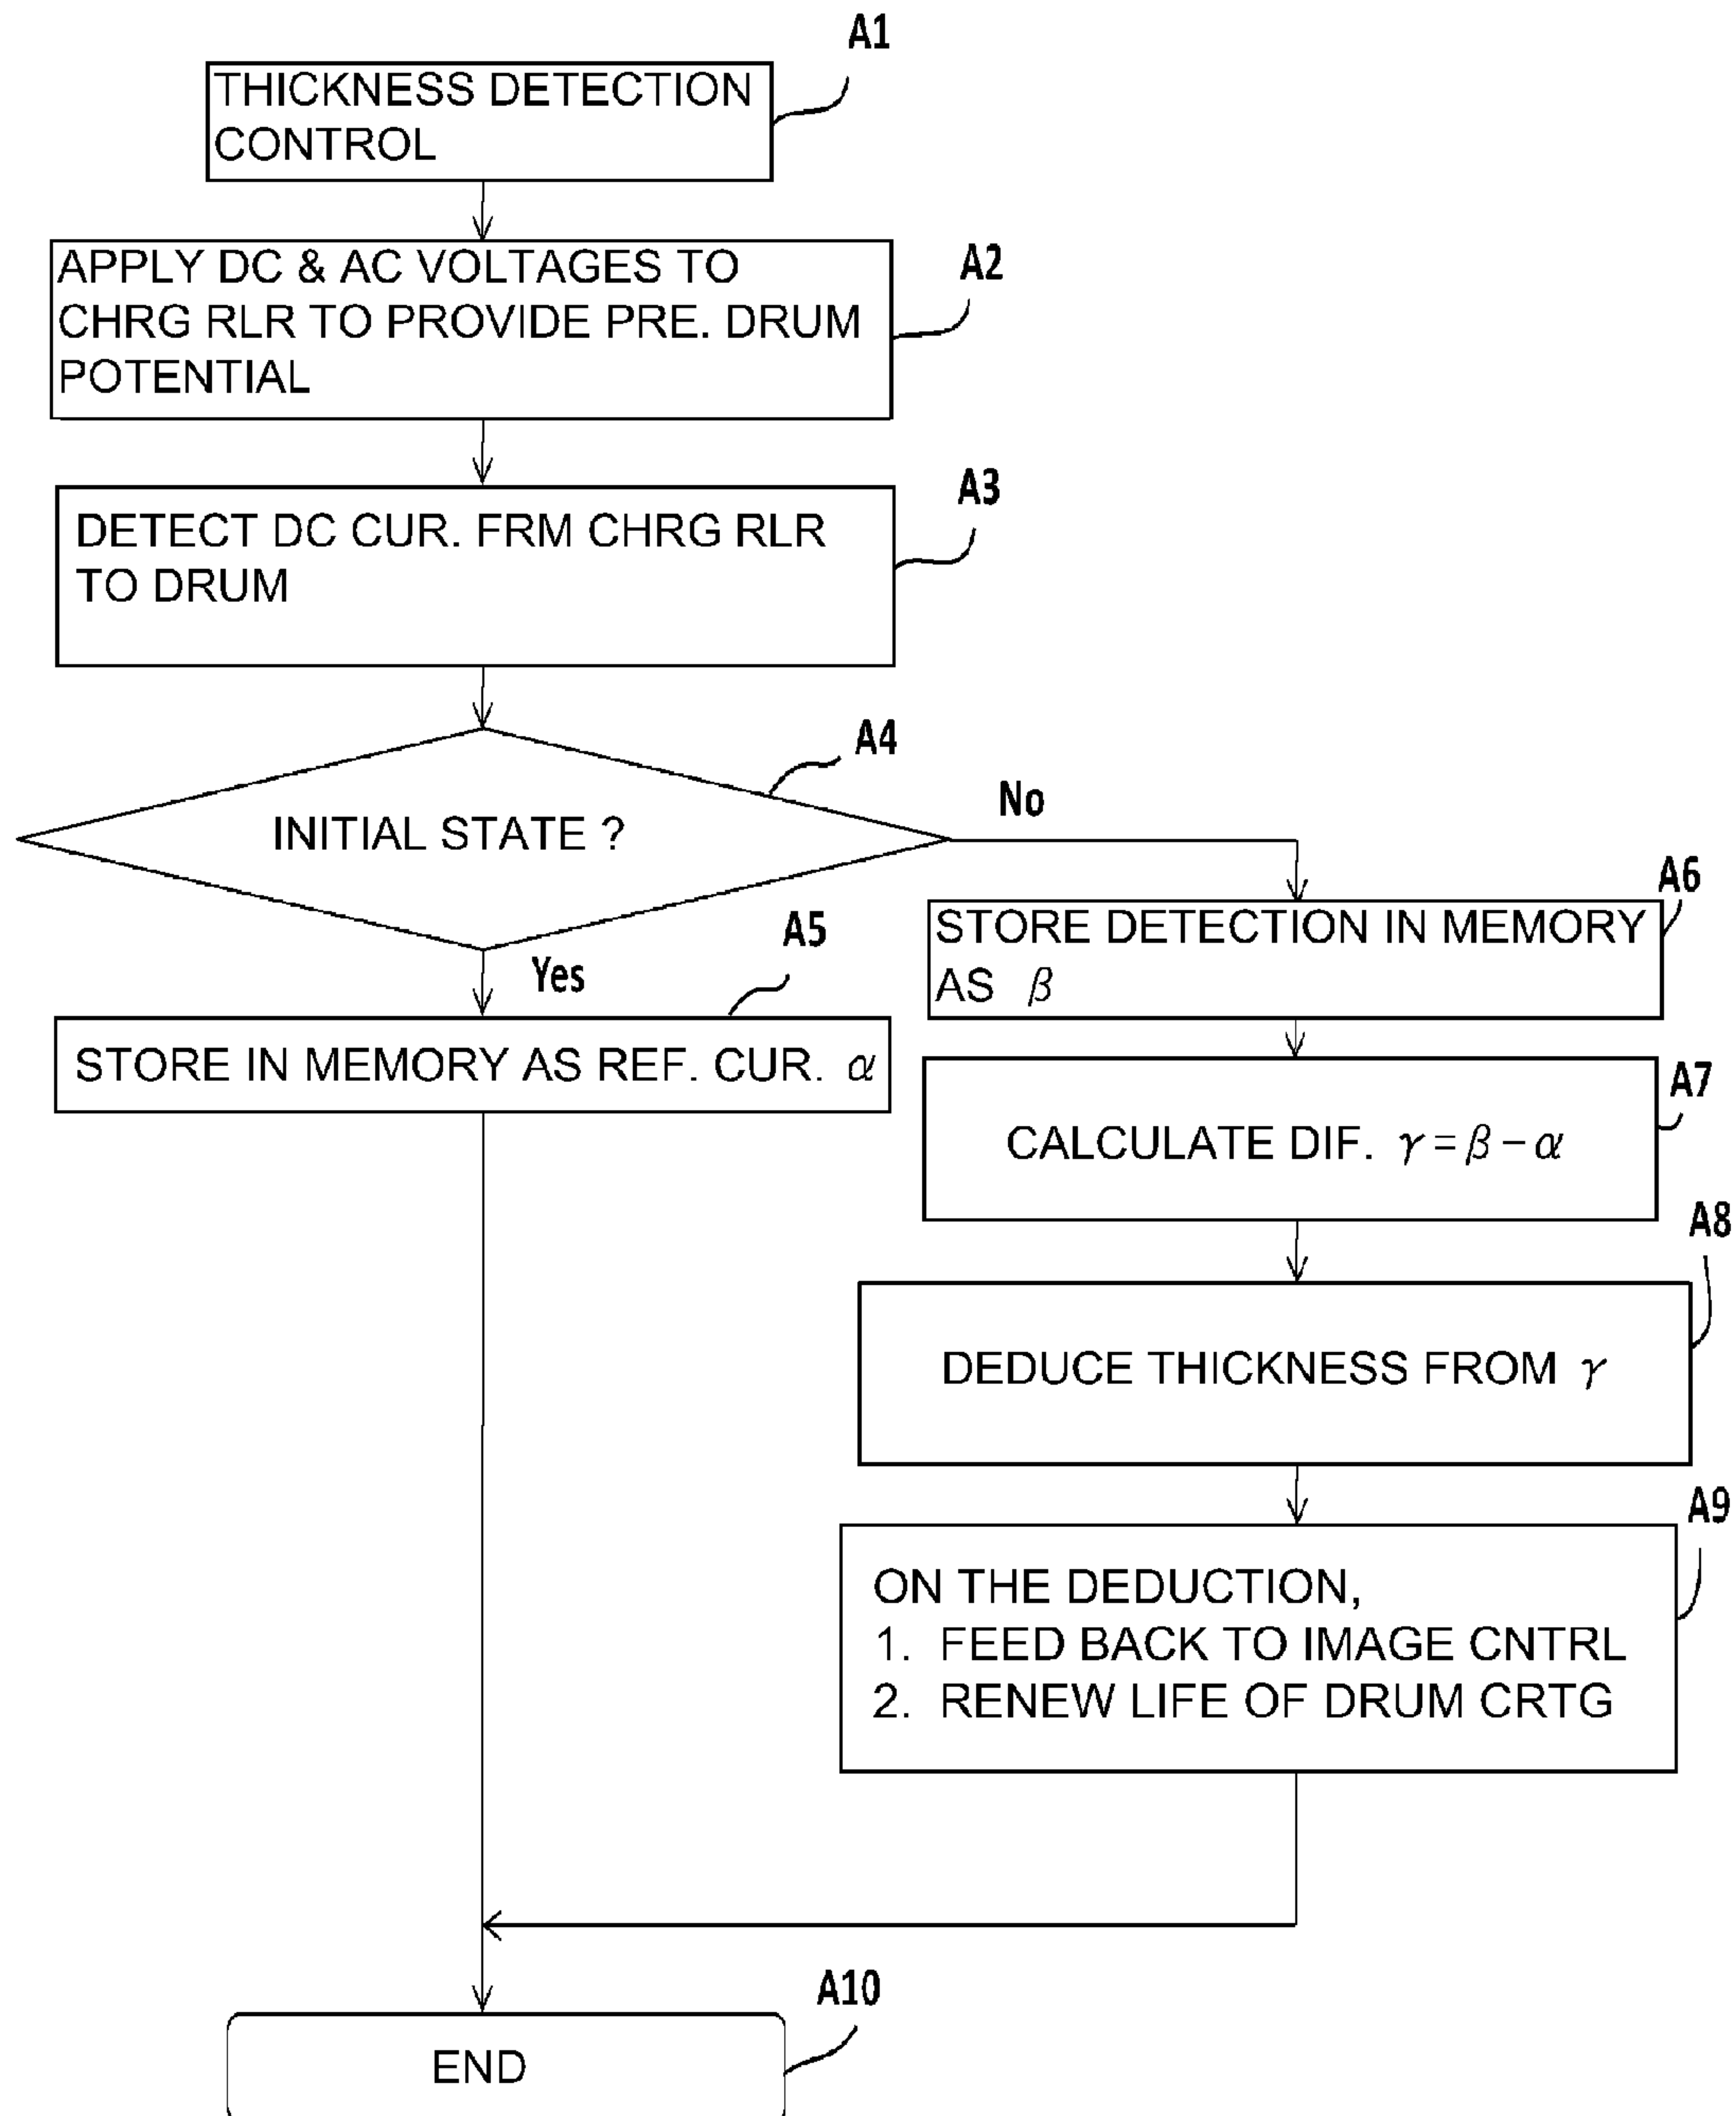 A1
THICKNESS DETECTION
CONTROL
A2
APPLY DC & AC VOLTAGES TO
CHRG RLR TO PROVIDE PRE. DRUM
POTENTIAL
A3
DETECT DC CUR. FRM CHRG RLR
TO DRUM
A4
INITIAL STATE ?
No
Yes
A5
STORE IN MEMORY AS REF. CUR. α
A6
STORE DETECTION IN MEMORY
AS β
A7
CALCULATE DIF. γ = β − α
A8
DEDUCE THICKNESS FROM γ
A9
ON THE DEDUCTION,
1. FEED BACK TO IMAGE CNTRL
2. RENEW LIFE OF DRUM CRTG
A10
END